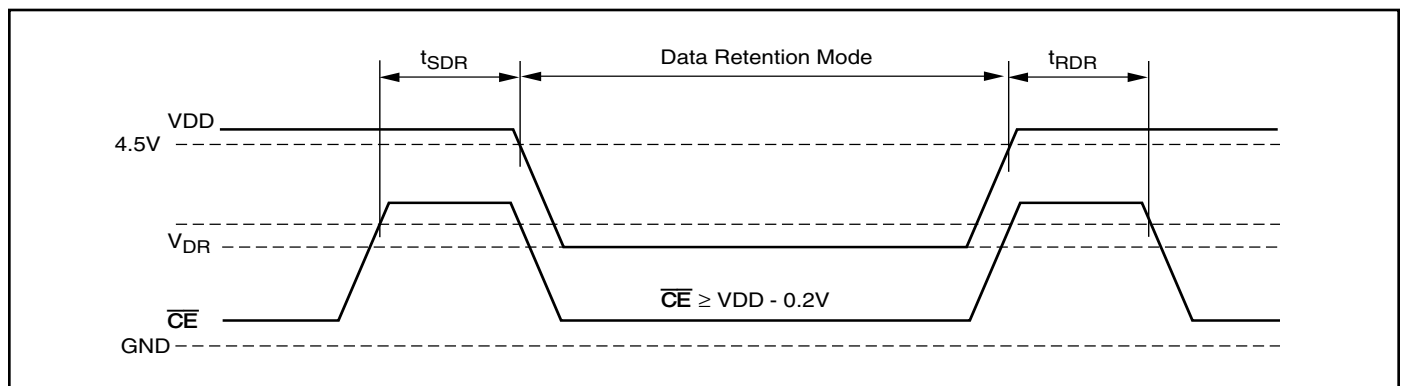 tSDR Data Retention Mode tRDR
VDD
4.5V
VDR
CE ≥ VDD - 0.2V
CE
GND